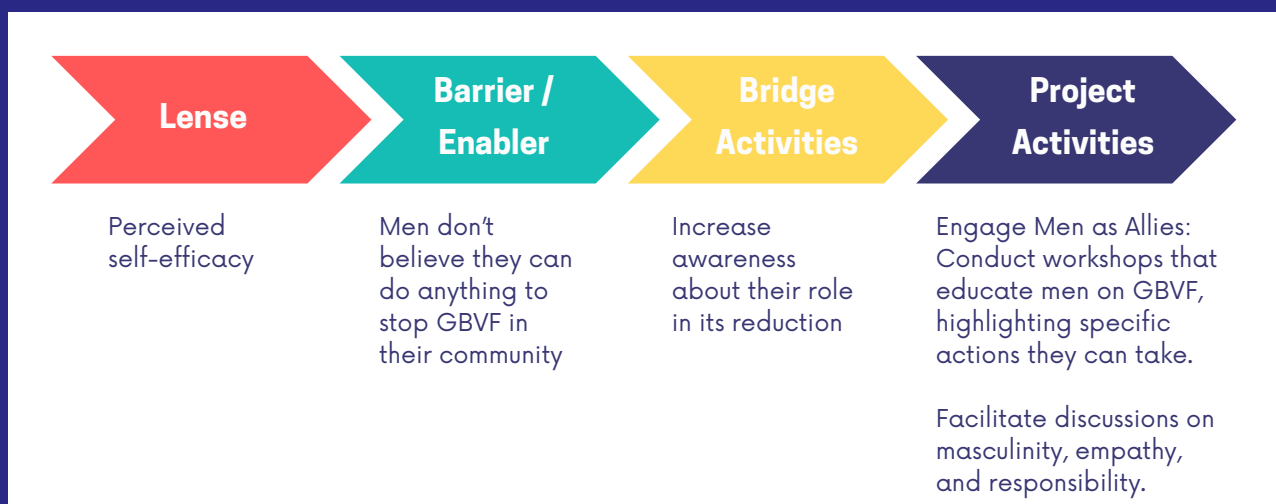 Lense
Barrier /
Enabler
Bridge
Activities
Project
Activities
Perceived
self-efficacy
Men don't
believe they can
do anything to
stop GBVF in
their community
Increase
awareness
about their role
in its reduction
Engage Men as Allies:
Conduct workshops that
educate men on GBVF,
highlighting specific
actions they can take.
Facilitate discussions on
masculinity, empathy,
and responsibility.